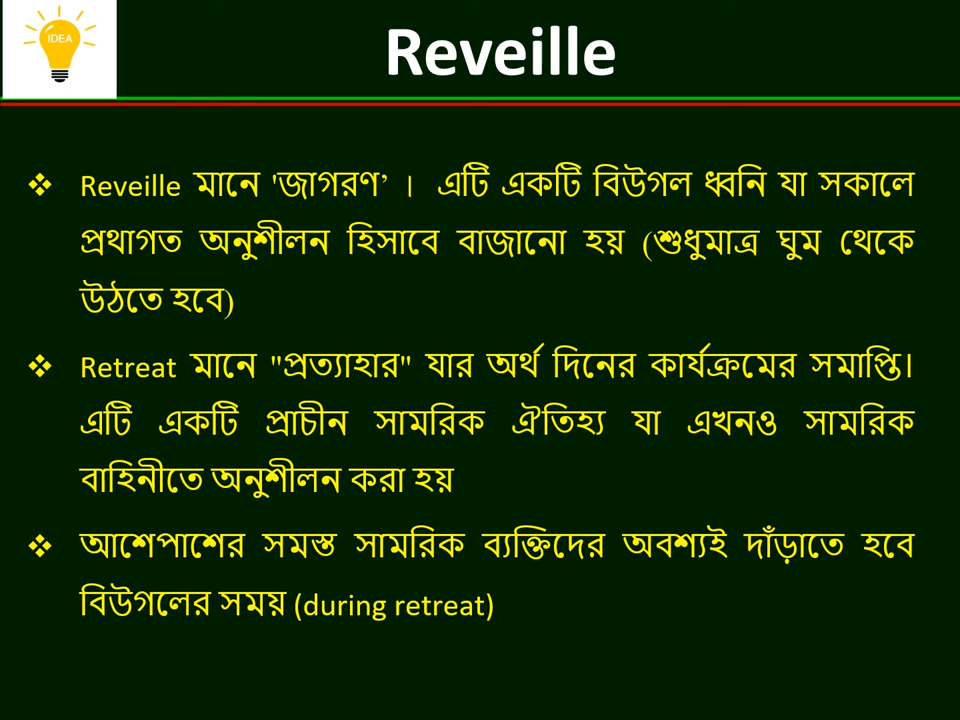 IDEA
Reveille
❖ Reveille মানে 'জাগরণ’ । এটি একটি বিউগল ধ্বনি যা সকালে
প্রথাগত অনুশীলন হিসাবে বাজানো হয় (শুধুমাত্র ঘুম থেকে
উঠতে হবে)
❖ Retreat মানে "প্রত্যাহার" যার অর্থ দিনের কার্যক্রমের সমাপ্তি।
এটি একটি প্রাচীন সামরিক ঐতিহ্য যা এখনও সামরিক
বাহিনীতে অনুশীলন করা হয়
❖ আশেপাশের সমস্ত সামরিক ব্যক্তিদের অবশ্যই দাঁড়াতে হবে
বিউগলের সময় (during retreat)